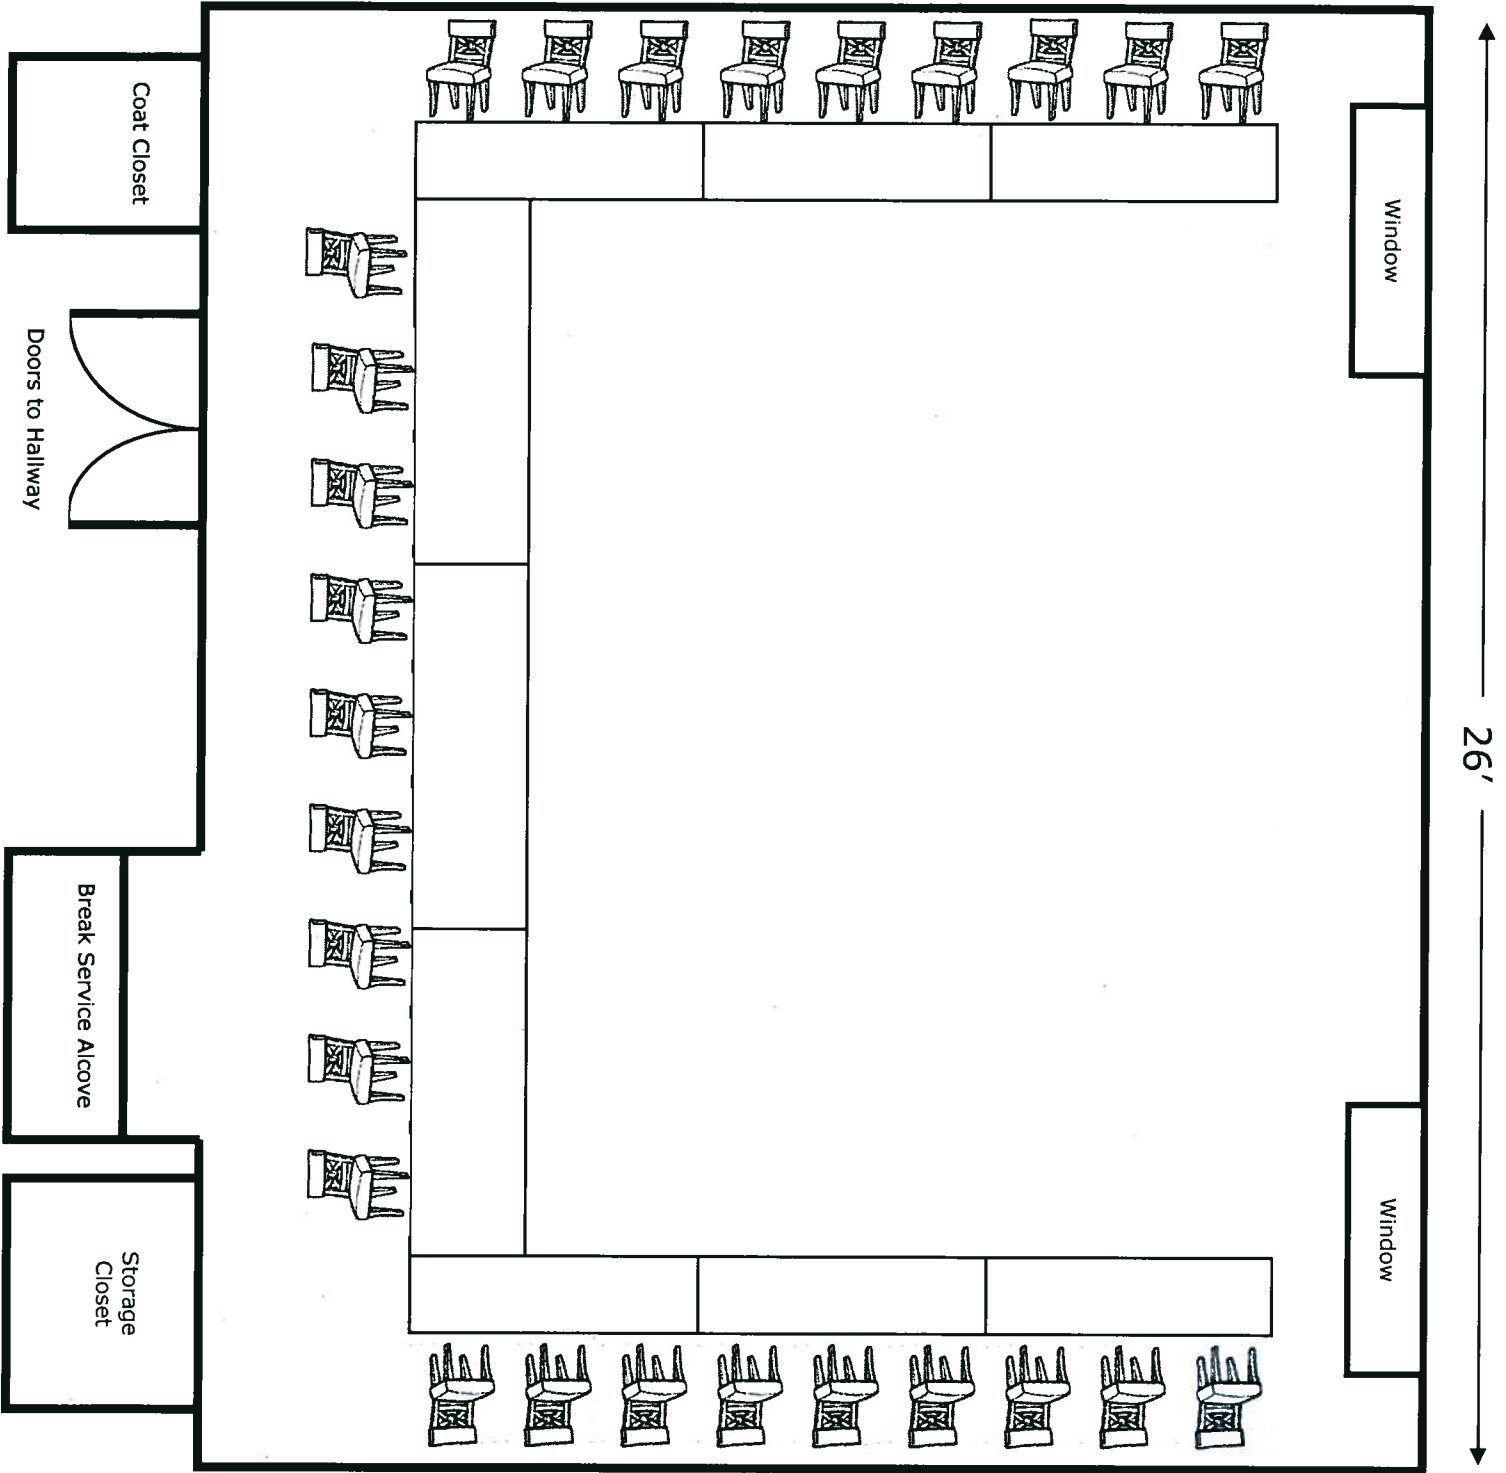 Coat Closet
Window
Doors to Hallway
26′
Break Service Alcove
Window
Storage
Closet